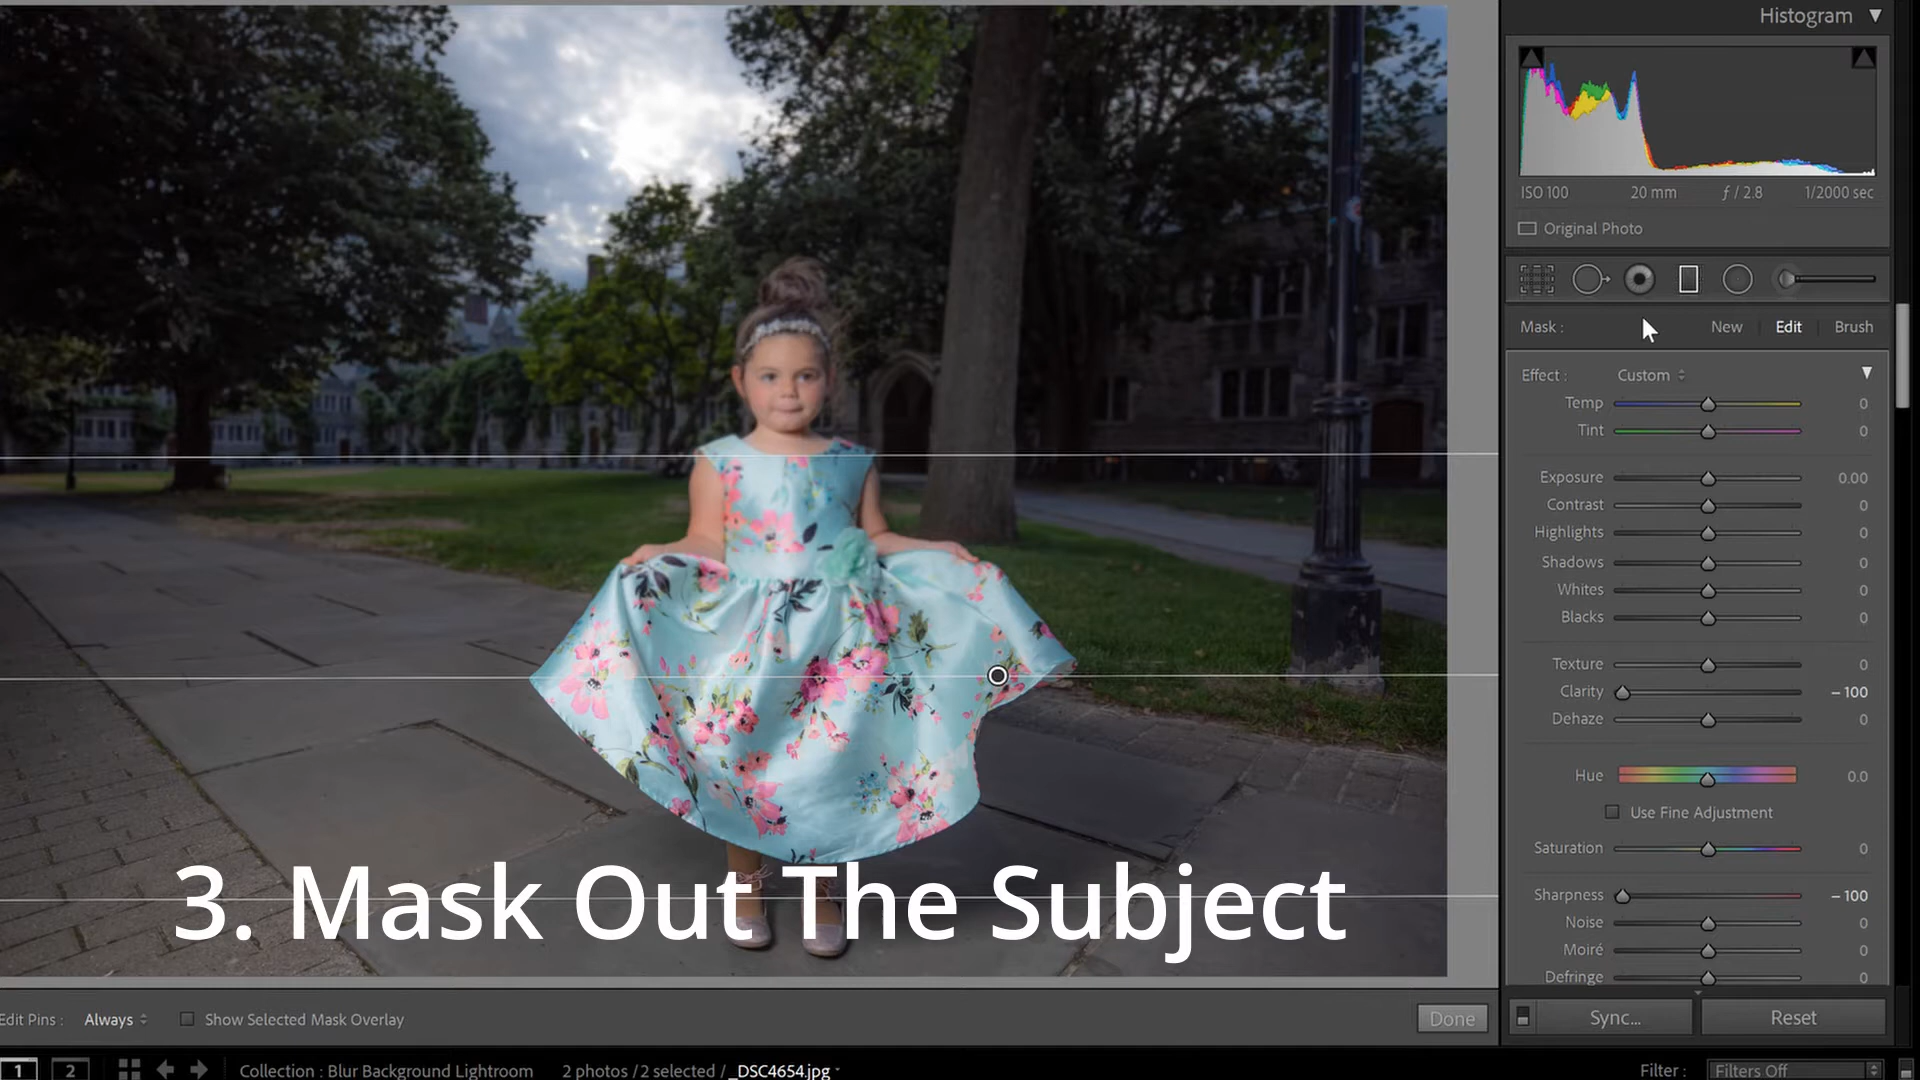 Histogram
ISO 100 20 mm ƒ / 2.8 1/2000 sec
Original Photo
Mask : New Edit Brush
Effect : Custom
Temp 0
Tint 0
Exposure 0.00
Contrast 0
Highlights 0
Shadows 0
Whites 0
Blacks 0
Texture 0
Clarity – 100
Dehaze 0
Hue 0.0
Use Fine Adjustment
Saturation 0
Sharpness – 100
Noise 0
Moiré 0
Defringe 0
3. Mask Out The Subject
Edit Pins : Always Show Selected Mask Overlay Done
Sync... Reset
1 2 Collection : Blur Background Lightroom 2 photos / 2 selected / _DSC4654.jpg Filter : Filters Off